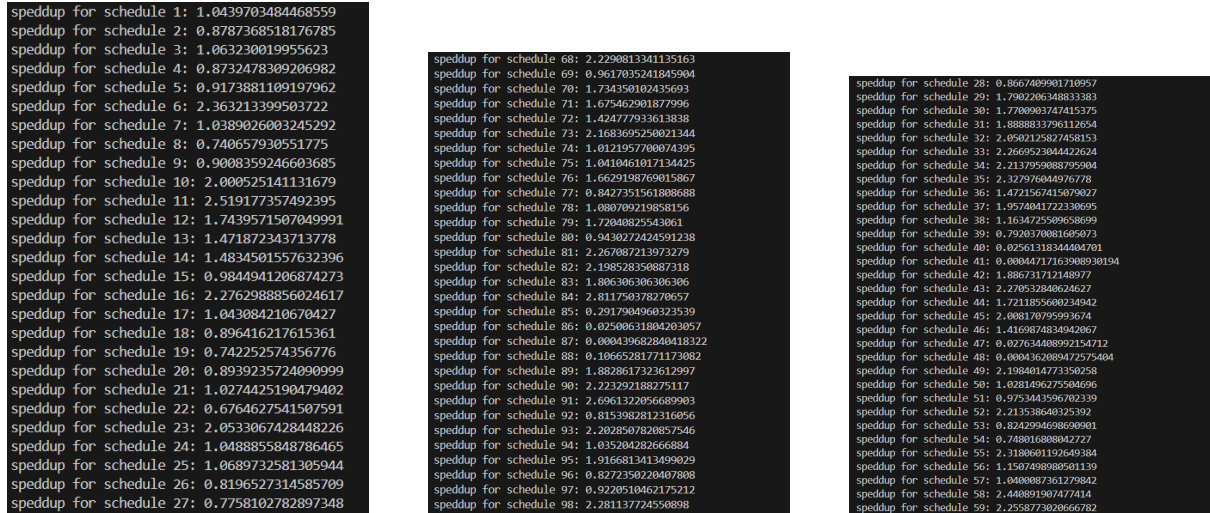 speddup for schedule 1: 1.0439703484468559
speddup for schedule 2: 0.8787368518176785
speddup for schedule 3: 1.063230019955623
speddup for schedule 4: 0.8732478309206982
speddup for schedule 5: 0.9173881109197962
speddup for schedule 6: 2.363213399503722
speddup for schedule 7: 1.0389026003245292
speddup for schedule 8: 0.740657930551775
speddup for schedule 9: 0.9008359246603685
speddup for schedule 10: 2.000525141131679
speddup for schedule 11: 2.519177357492395
speddup for schedule 12: 1.7439571507049991
speddup for schedule 13: 1.471872343713778
speddup for schedule 14: 1.4834501557632396
speddup for schedule 15: 0.9844941206874273
speddup for schedule 16: 2.2762988856024617
speddup for schedule 17: 1.043084210670427
speddup for schedule 18: 0.896416217615361
speddup for schedule 19: 0.742252574356776
speddup for schedule 20: 0.8939235724090999
speddup for schedule 21: 1.0274425190479402
speddup for schedule 22: 0.6764627541507591
speddup for schedule 23: 2.0533067428448226
speddup for schedule 24: 1.0488855848786465
speddup for schedule 25: 1.0689732581305944
speddup for schedule 26: 0.8196527314585709
speddup for schedule 27: 0.7758102782897348
speddup for schedule 68: 2.2290813341135163
speddup for schedule 69: 0.9617035241845904
speddup for schedule 70: 1.734350102435693
speddup for schedule 71: 1.675462901877996
speddup for schedule 72: 1.424777933613838
speddup for schedule 73: 2.1683695250021344
speddup for schedule 74: 1.0121957700074395
speddup for schedule 75: 1.0410461017134425
speddup for schedule 76: 1.6629198769015867
speddup for schedule 77: 0.8427351561808688
speddup for schedule 78: 1.080709219858156
speddup for schedule 79: 1.72040825543061
speddup for schedule 80: 0.9430272424591238
speddup for schedule 81: 2.267087213973279
speddup for schedule 82: 2.198528350887318
speddup for schedule 83: 1.806306306306306
speddup for schedule 84: 2.811750378270657
speddup for schedule 85: 0.2917904960323539
speddup for schedule 86: 0.02500631804203057
speddup for schedule 87: 0.000439682840418322
speddup for schedule 88: 0.10665281771173082
speddup for schedule 89: 1.8828617323612997
speddup for schedule 90: 2.223292188275117
speddup for schedule 91: 2.6961322056689903
speddup for schedule 92: 0.8153982812316056
speddup for schedule 93: 2.2028507820857546
speddup for schedule 94: 1.035204282666884
speddup for schedule 95: 1.9166813413499029
speddup for schedule 96: 0.8272350220407808
speddup for schedule 97: 0.9220510462175212
speddup for schedule 98: 2.281137724550898
speddup for schedule 28: 0.8667409901710957
speddup for schedule 29: 1.7902206348833383
speddup for schedule 30: 1.7700903747415375
speddup for schedule 31: 1.8888833796112654
speddup for schedule 32: 2.0502125827458153
speddup for schedule 33: 2.2669523044422624
speddup for schedule 34: 2.2137959088795904
speddup for schedule 35: 2.327976044976778
speddup for schedule 36: 1.4721567415079027
speddup for schedule 37: 1.9574041722330695
speddup for schedule 38: 1.1634725509658699
speddup for schedule 39: 0.7920370081605073
speddup for schedule 40: 0.02561318344404701
speddup for schedule 41: 0.00044717163908930194
speddup for schedule 42: 1.886731712148977
speddup for schedule 43: 2.270532840624627
speddup for schedule 44: 1.7211855600234942
speddup for schedule 45: 2.008170795993674
speddup for schedule 46: 1.4169874834942067
speddup for schedule 47: 0.027634408992154712
speddup for schedule 48: 0.0004362089472575404
speddup for schedule 49: 2.1984014773350258
speddup for schedule 50: 1.0281496275504696
speddup for schedule 51: 0.9753443596702339
speddup for schedule 52: 2.213538640325392
speddup for schedule 53: 0.8242994698690901
speddup for schedule 54: 0.748016808042727
speddup for schedule 55: 2.3180601192649384
speddup for schedule 56: 1.1507498980501139
speddup for schedule 57: 1.0400087361279842
speddup for schedule 58: 2.440891907477414
speddup for schedule 59: 2.255877302066782